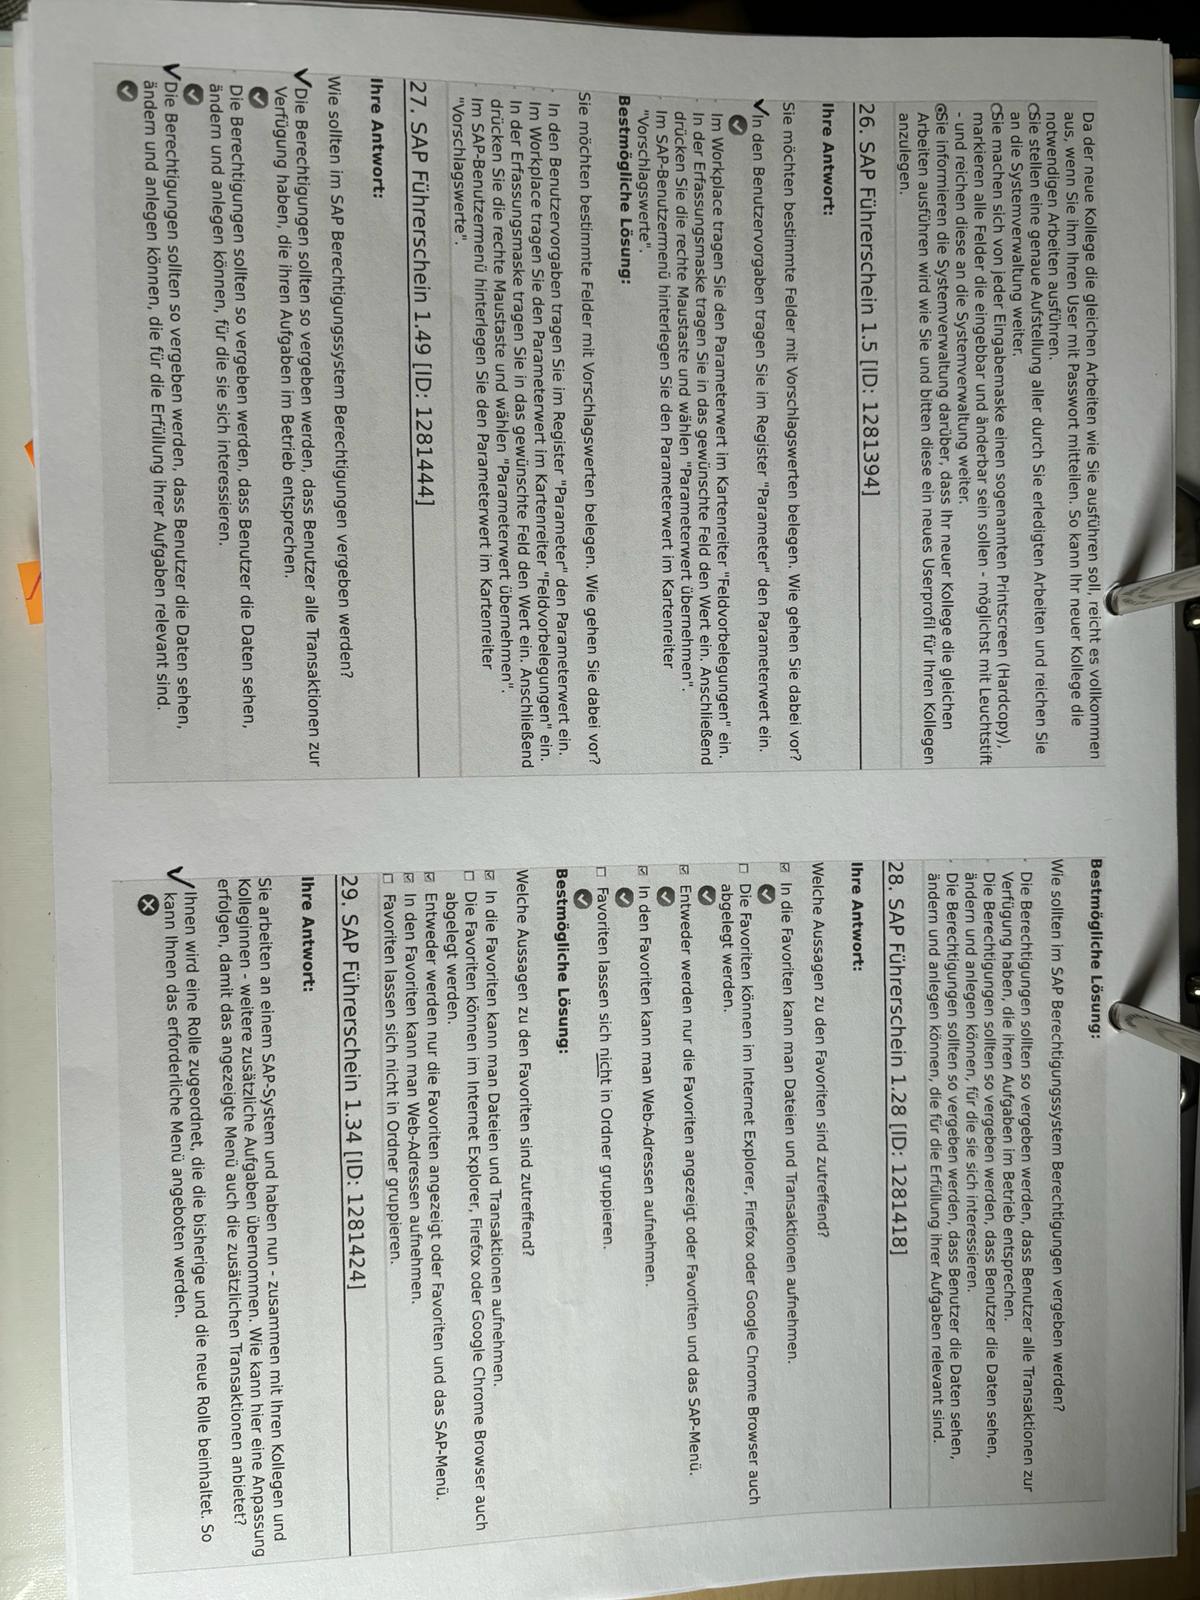 Da der neue Kollege die gleichen Arbeiten wie Sie ausführen soll, reicht es vollkommen
aus, wenn Sie ihm Ihren User mit Passwort mitteilen. So kann Ihr neuer Kollege die
notwendigen Arbeiten ausführen.
Sie stellen eine genaue Aufstellung aller durch Sie erledigten Arbeiten und reichen Sie
an die Systemverwaltung weiter.
Sie machen sich von jeder Eingabemaske einen sogenannten Printscreen (Hardcopy),
markieren alle Felder die eingebbar und änderbar sein sollen - möglichst mit Leuchtstift
- und reichen diese an die Systemverwaltung weiter.
Sie informieren die Systemverwaltung darüber, dass Ihr neuer Kollege die gleichen
Arbeiten ausführen wird wie Sie und bitten diese ein neues Userprofil für Ihren Kollegen
anzulegen.
26. SAP Führerschein 1.5 [ID: 1281394]
Ihre Antwort:
Sie möchten bestimmte Felder mit Vorschlagswerten belegen. Wie gehen Sie dabei vor?
In den Benutzervorgaben tragen Sie im Register "Parameter" den Parameterwert ein.
Im Workplace tragen Sie den Parameterwert im Kartenreiter "Feldvorbelegungen" ein.
In der Erfassungsmaske tragen Sie in das gewünschte Feld den Wert ein. Anschließend
drücken Sie die rechte Maustaste und wählen "Parameterwert übernehmen".
Im SAP-Benutzermenü hinterlegen Sie den Parameterwert im Kartenreiter
"Vorschlagswerte".
Bestmögliche Lösung:
Sie möchten bestimmte Felder mit Vorschlagswerten belegen. Wie gehen Sie dabei vor?
In den Benutzervorgaben tragen Sie im Register "Parameter" den Parameterwert ein.
Im Workplace tragen Sie den Parameterwert im Kartenreiter "Feldvorbelegungen" ein.
In der Erfassungsmaske tragen Sie in das gewünschte Feld den Wert ein. Anschließend
drücken Sie die rechte Maustaste und wählen "Parameterwert übernehmen".
Im SAP-Benutzermenü hinterlegen Sie den Parameterwert im Kartenreiter
"Vorschlagswerte".
27. SAP Führerschein 1.49 [ID: 1281444]
Ihre Antwort:
Wie sollten im SAP Berechtigungssystem Berechtigungen vergeben werden?
Die Berechtigungen sollten so vergeben werden, dass Benutzer alle Transaktionen zur
Verfügung haben, die ihren Aufgaben im Betrieb entsprechen.
Die Berechtigungen sollten so vergeben werden, dass Benutzer die Daten sehen,
ändern und anlegen können, für die sie sich interessieren.
Die Berechtigungen sollten so vergeben werden, dass Benutzer die Daten sehen,
ändern und anlegen können, die für die Erfüllung ihrer Aufgaben relevant sind.
Bestmögliche Lösung:
Wie sollten im SAP Berechtigungssystem Berechtigungen vergeben werden?
Die Berechtigungen sollten so vergeben werden, dass Benutzer alle Transaktionen zur
Verfügung haben, die ihren Aufgaben im Betrieb entsprechen.
Die Berechtigungen sollten so vergeben werden, dass Benutzer die Daten sehen,
ändern und anlegen können, für die sie sich interessieren.
Die Berechtigungen sollten so vergeben werden, dass Benutzer die Daten sehen,
ändern und anlegen können, die für die Erfüllung ihrer Aufgaben relevant sind.
28. SAP Führerschein 1.28 [ID: 1281418]
Ihre Antwort:
Welche Aussagen zu den Favoriten sind zutreffend?
In die Favoriten kann man Dateien und Transaktionen aufnehmen.
Die Favoriten können im Internet Explorer, Firefox oder Google Chrome Browser auch
abgelegt werden.
Entweder werden nur die Favoriten angezeigt oder Favoriten und das SAP-Menü.
In den Favoriten kann man Web-Adressen aufnehmen.
Favoriten lassen sich nicht in Ordner gruppieren.
Bestmögliche Lösung:
Welche Aussagen zu den Favoriten sind zutreffend?
In die Favoriten kann man Dateien und Transaktionen aufnehmen.
Die Favoriten können im Internet Explorer, Firefox oder Google Chrome Browser auch
abgelegt werden.
Entweder werden nur die Favoriten angezeigt oder Favoriten und das SAP-Menü.
In den Favoriten kann man Web-Adressen aufnehmen.
Favoriten lassen sich nicht in Ordner gruppieren.
29. SAP Führerschein 1.34 [ID: 1281424]
Ihre Antwort:
Sie arbeiten an einem SAP-System und haben nun - zusammen mit Ihren Kollegen und
Kolleginnen - weitere zusätzliche Aufgaben übernommen. Wie kann hier eine Anpassung
erfolgen, damit das angezeigte Menü auch die zusätzlichen Transaktionen anbietet?
Ihnen wird eine Rolle zugeordnet, die die bisherige und die neue Rolle beinhaltet. So
kann Ihnen das erforderliche Menü angeboten werden.